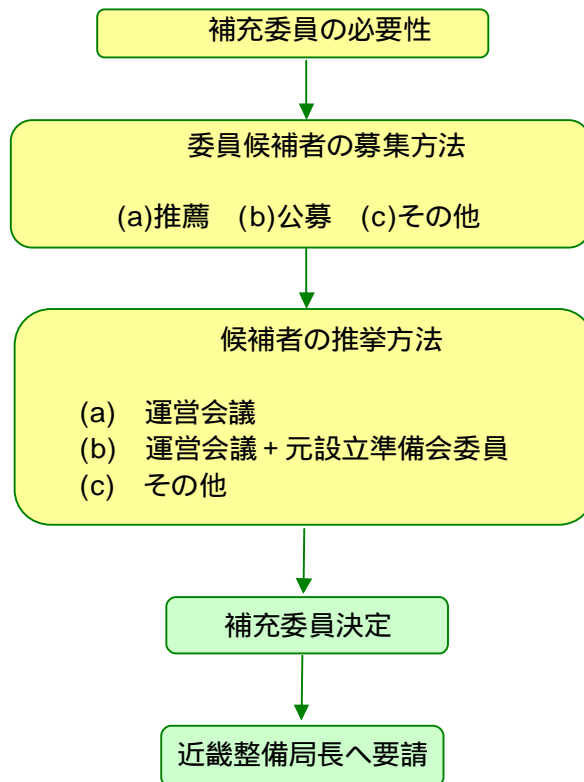 補充委員の必要性
委員候補者の募集方法
(a)推薦 (b)公募 (c)その他
候補者の推挙方法
(a) 運営会議
(b) 運営会議＋元設立準備会委員
(c) その他
補充委員決定
近畿整備局長へ要請